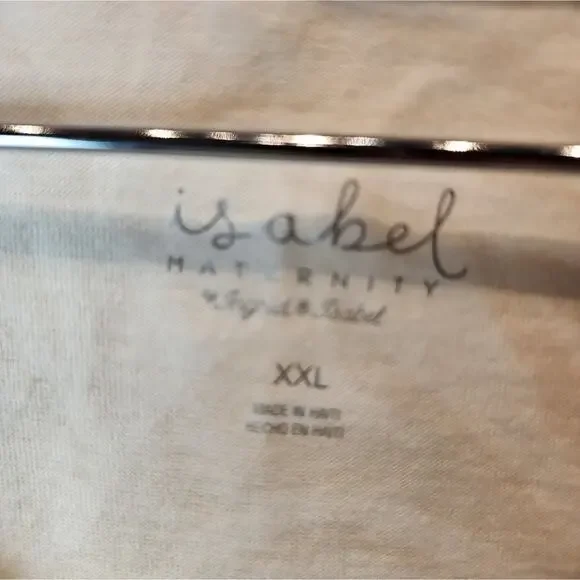 isabel
MATERNITY
by Ingrid & Isabel
XXL
MADE IN HAITI
HECHO EN HAITI